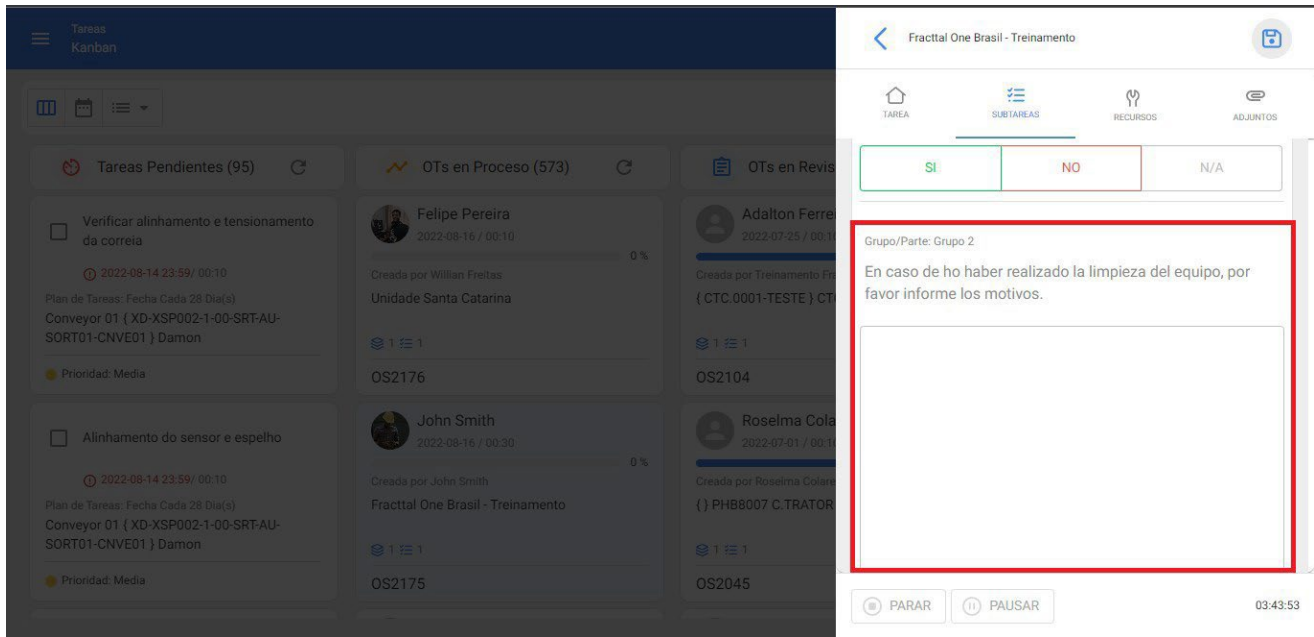 Tareas
Kanban
Tareas Pendientes (95)
Verificar alinhamento e tensionamento
da correia
2022-08-14 23:59/ 00:10
Plan de Tareas: Fecha Cada 28 Dia(s)
Conveyor 01 { XD-XSP002-1-00-SRT-AU-
SORT01-CNVE01 } Damon
Prioridad: Media
Alinhamento do sensor e espelho
2022-08-14 23:59/ 00:10
Plan de Tareas: Fecha Cada 28 Dia(s)
Conveyor 01 { XD-XSP002-1-00-SRT-AU-
SORT01-CNVE01 } Damon
Prioridad: Media
OTs en Proceso (573)
Felipe Pereira
2022-08-16 / 00:10
0 %
Creada por Willian Freitas
Unidade Santa Catarina
1 1
OS2176
John Smith
2022-08-16 / 00:30
0 %
Creada por John Smith
Fracttal One Brasil - Treinamento
1 1
OS2175
OTs en Revis
Adalton Ferrei
2022-07-25 / 00:10
Creada por Treinamento Fr
{ CTC.0001-TESTE } CT
1 1
OS2104
Roselma Cola
2022-07-01 / 00:10
Creada por Roselma Colare
{ } PHB8007 C.TRATOR
1 1
OS2045
Fracttal One Brasil - Treinamento
TAREA
SUBTAREAS
RECURSOS
ADJUNTOS
SI
NO
N/A
Grupo/Parte: Grupo 2
En caso de ho haber realizado la limpieza del equipo, por
favor informe los motivos.
PARAR
PAUSAR
03:43:53